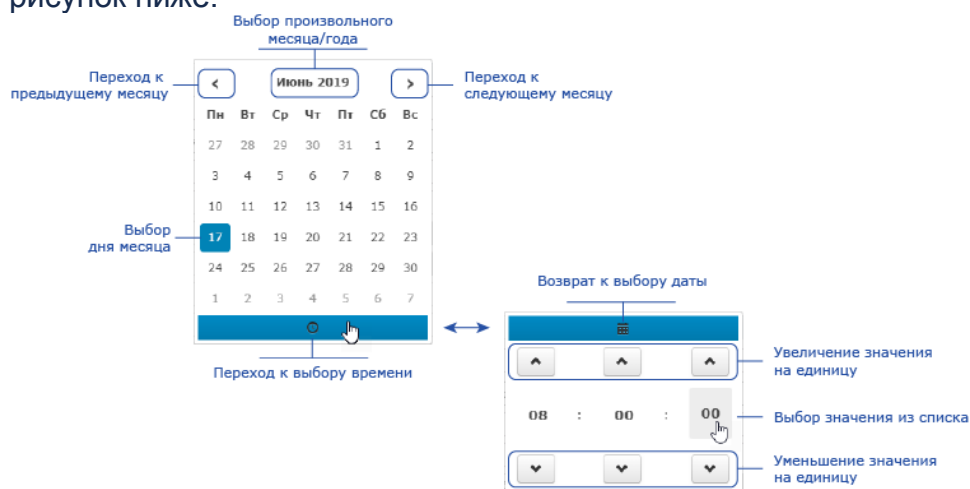 рисунок ниже.
Выбор произвольного
месяца/года
Переход к
предыдущему месяцу
Июнь 2019
Переход к
следующему месяцу
Пн Вт Ср Чт Пт Сб Вс
27 28 29 30 31 1 2
3 4 5 6 7 8 9
10 11 12 13 14 15 16
Выбор
дня месяца
17 18 19 20 21 22 23
24 25 26 27 28 29 30
1 2 3 4 5 6 7
Переход к выбору времени
Возврат к выбору даты
Увеличение значения
на единицу
08 : 00 : 00
Выбор значения из списка
Уменьшение значения
на единицу